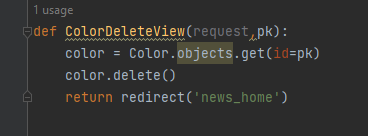 1 usage
def ColorDeleteView(request,pk):
    color = Color.objects.get(id=pk)
    color.delete()
    return redirect('news_home')